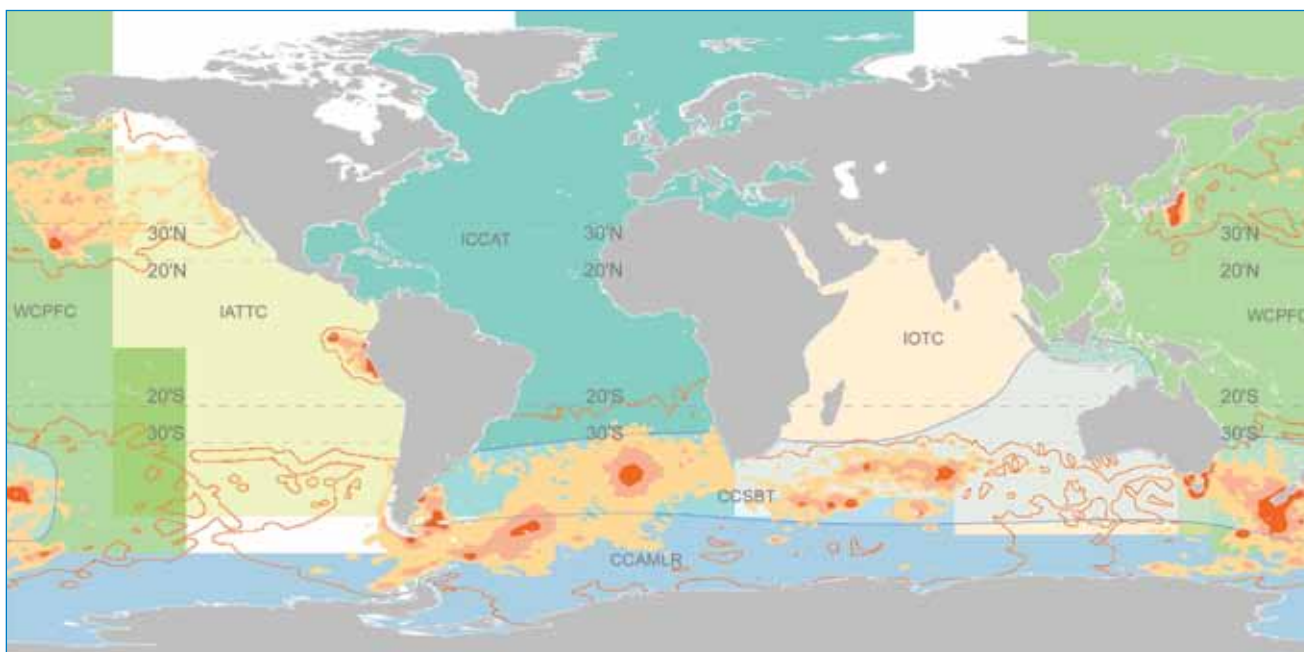 30'N
ICCAT
30'N
30'N
20'N
20'N
20'N
WCPFC
IATTC
WCPFC
IOTC
20'S
20'S
20'S
30'S
30'S
30'S
CCSBT
CCAMLR